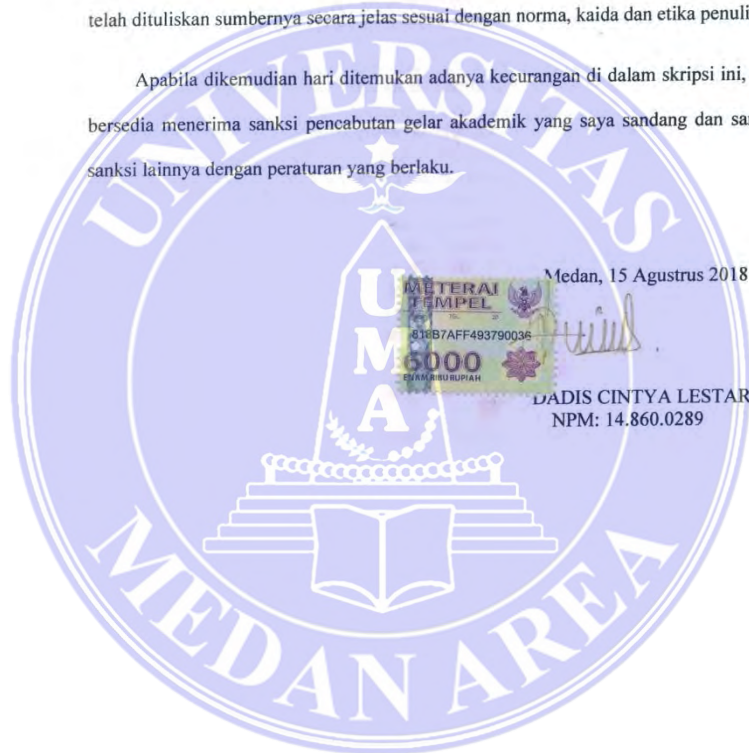 telah dituliskan sumbernya secara jelas sesuai dengan norma, kaida dan etika penuli
Apabila dikemudian hari ditemukan adanya kecurangan di dalam skripsi ini,
bersedia menerima sanksi pencabutan gelar akademik yang saya sandang dan sa
sanksi lainnya dengan peraturan yang berlaku.
UNIVERSITAS
UMA
Medan, 15 Agustrus 2018
METERAI
TEMPEL
818B7AFF493790036
6000
ENAM RIBU RUPIAH
DADIS CINTYA LESTAR
NPM: 14.860.0289
MEDAN AREA